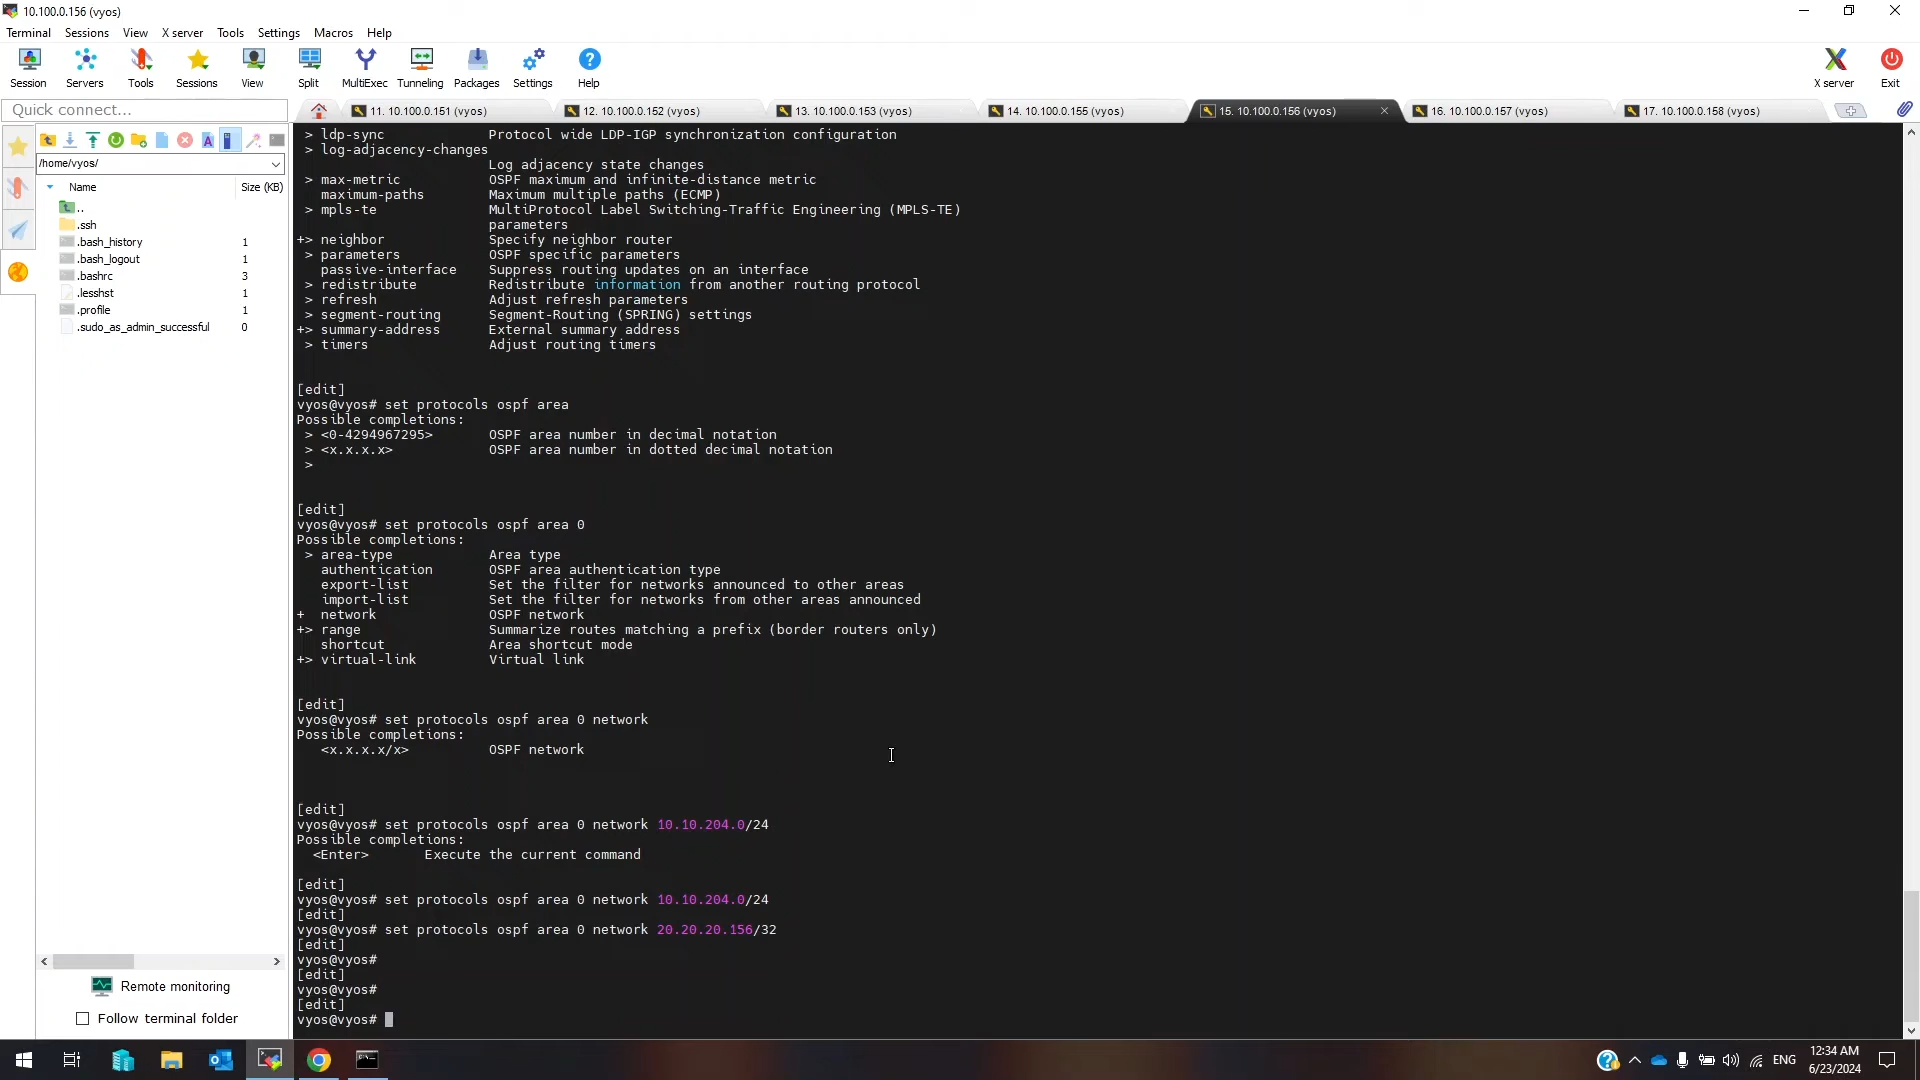 10.100.0.156 (vyos)
Terminal Sessions View X server Tools Settings Macros Help
Session Servers Tools Sessions View Split MultiExec Tunneling Packages Settings Help X server Exit
Quick connect...
11. 10.100.0.151 (vyos) 12. 10.100.0.152 (vyos) 13. 10.100.0.153 (vyos) 14. 10.100.0.155 (vyos) 15. 10.100.0.156 (vyos) 16. 10.100.0.157 (vyos) 17. 10.100.0.158 (vyos)
/home/vyos/
Name Size (KB)
..
.ssh
.bash_history 1
.bash_logout 1
.bashrc 3
.lesshst 1
.profile 1
.sudo_as_admin_successful 0
Remote monitoring
Follow terminal folder
> ldp-sync Protocol wide LDP-IGP synchronization configuration
> log-adjacency-changes
Log adjacency state changes
> max-metric OSPF maximum and infinite-distance metric
maximum-paths Maximum multiple paths (ECMP)
> mpls-te MultiProtocol Label Switching-Traffic Engineering (MPLS-TE)
parameters
+> neighbor Specify neighbor router
> parameters OSPF specific parameters
passive-interface Suppress routing updates on an interface
> redistribute Redistribute information from another routing protocol
> refresh Adjust refresh parameters
> segment-routing Segment-Routing (SPRING) settings
+> summary-address External summary address
> timers Adjust routing timers
[edit]
vyos@vyos# set protocols ospf area
Possible completions:
> <0-4294967295> OSPF area number in decimal notation
> <x.x.x.x> OSPF area number in dotted decimal notation
>
[edit]
vyos@vyos# set protocols ospf area 0
Possible completions:
> area-type Area type
authentication OSPF area authentication type
export-list Set the filter for networks announced to other areas
import-list Set the filter for networks from other areas announced
+ network OSPF network
+> range Summarize routes matching a prefix (border routers only)
shortcut Area shortcut mode
+> virtual-link Virtual link
[edit]
vyos@vyos# set protocols ospf area 0 network
Possible completions:
<x.x.x.x/x> OSPF network
[edit]
vyos@vyos# set protocols ospf area 0 network 10.10.204.0/24
Possible completions:
<Enter> Execute the current command
[edit]
vyos@vyos# set protocols ospf area 0 network 10.10.204.0/24
[edit]
vyos@vyos# set protocols ospf area 0 network 20.20.20.156/32
[edit]
vyos@vyos#
[edit]
vyos@vyos#
[edit]
vyos@vyos#
ENG
12:34 AM
6/23/2024